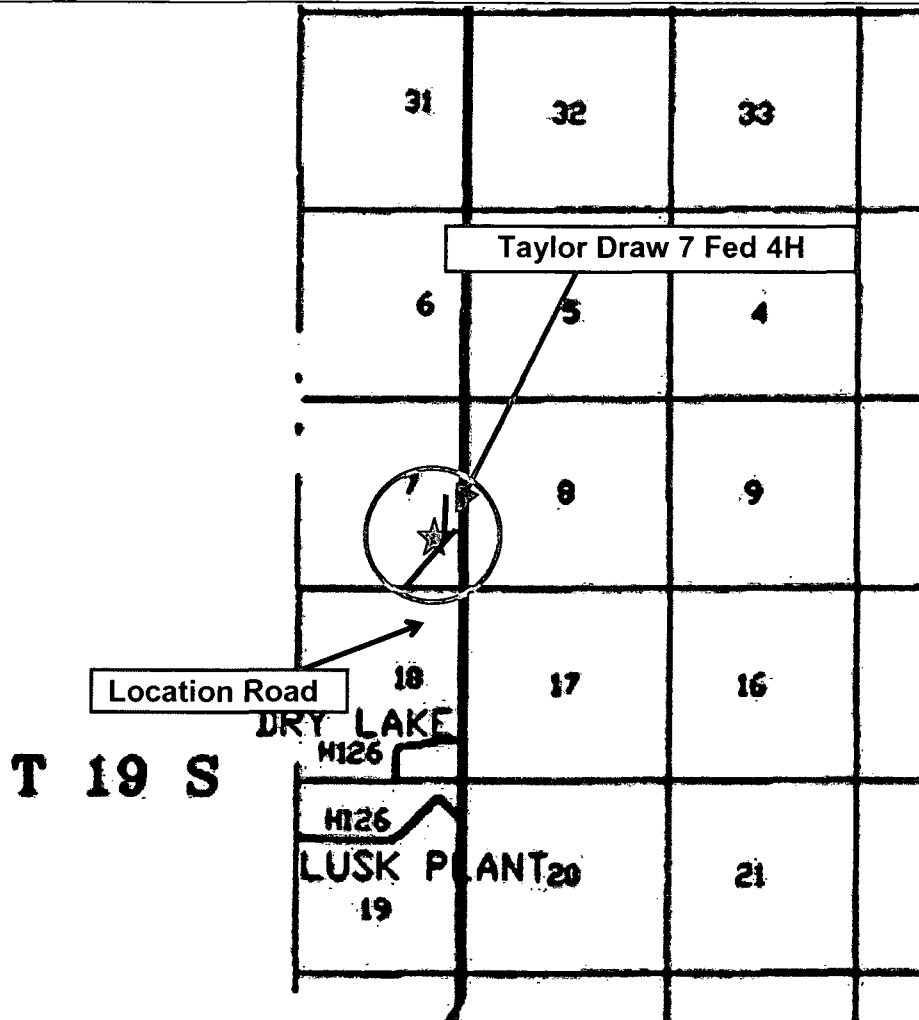 31 32 33
Taylor Draw 7 Fed 4H
6 5 4
7 8 9
Location Road
18 17 16
DRY LAKE
H126
T 19 S
H126
LUSK PLANT
20 21
19